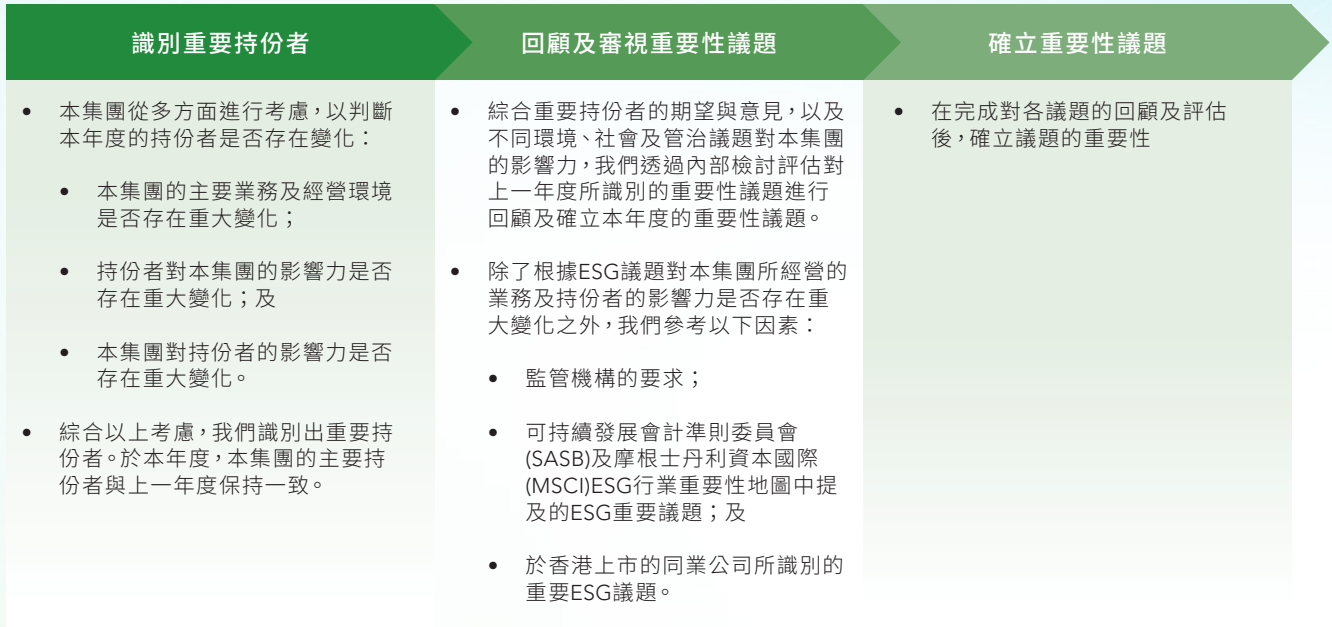 識別重要持份者
• 本集團從多方面進行考慮，以判斷
本年度的持份者是否存在變化：
• 本集團的主要業務及經營環境
是否存在重大變化；
• 持份者對本集團的影響力是否
存在重大變化；及
• 本集團對持份者的影響力是否
存在重大變化。
• 綜合以上考慮，我們識別出重要持
份者。於本年度，本集團的主要持
份者與上一年度保持一致。
回顧及審視重要性議題
• 綜合重要持份者的期望與意見，以及
不同環境、社會及管治議題對本集團
的影響力，我們透過內部檢討評估對
上一年度所識別的重要性議題進行
回顧及確立本年度的重要性議題。
• 除了根據ESG議題對本集團所經營的
業務及持份者的影響力是否存在重
大變化之外，我們參考以下因素：
• 監管機構的要求；
• 可持續發展會計準則委員會
(SASB)及摩根士丹利資本國際
(MSCI)ESG行業重要性地圖中提
及的ESG重要議題；及
• 於香港上市的同業公司所識別的
重要ESG議題。
確立重要性議題
• 在完成對各議題的回顧及評估
後，確立議題的重要性